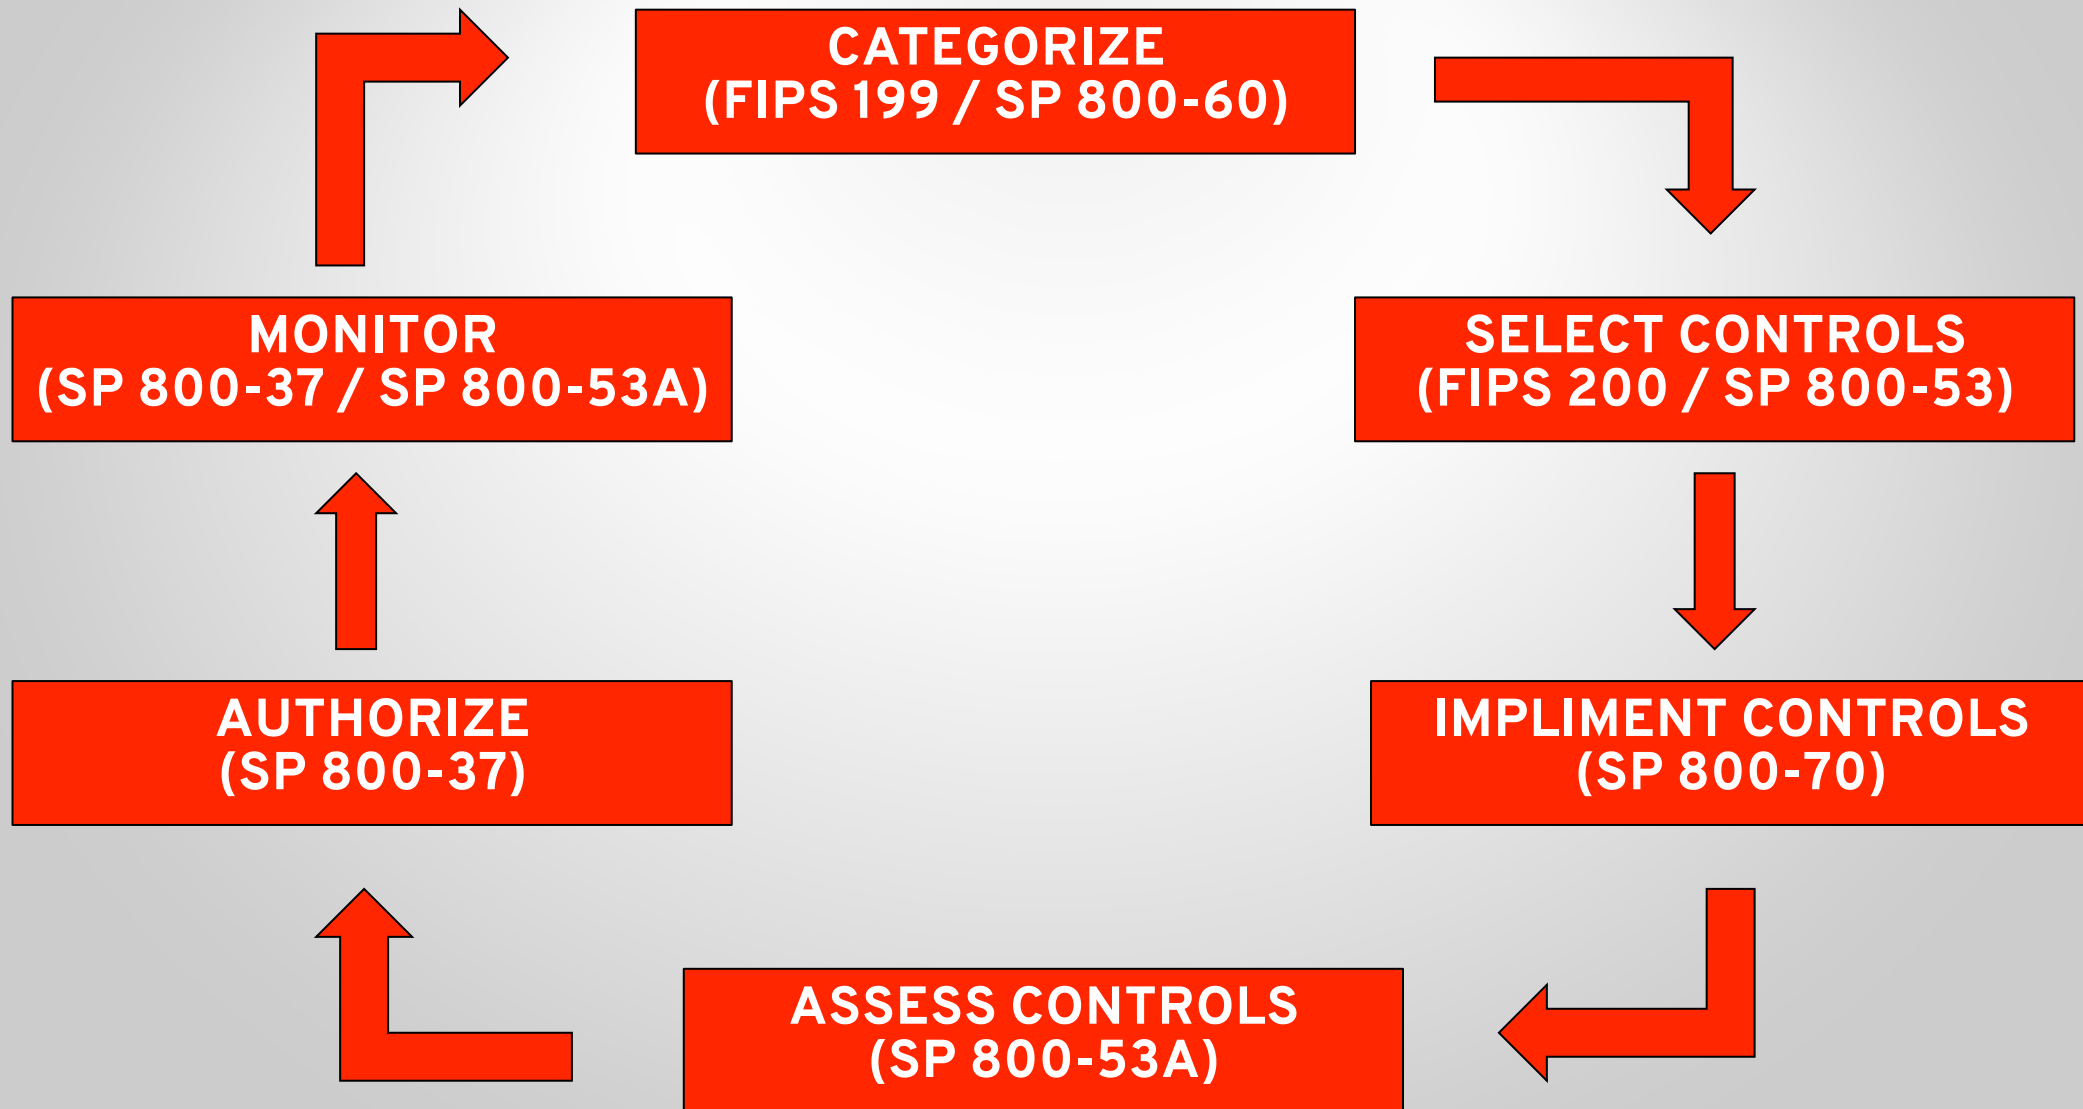 CATEGORIZE
(FIPS 199 / SP 800-60)
MONITOR
(SP 800-37 / SP 800-53A)
SELECT CONTROLS
(FIPS 200 / SP 800-53)
AUTHORIZE
(SP 800-37)
IMPLIMENT CONTROLS
(SP 800-70)
ASSESS CONTROLS
(SP 800-53A)